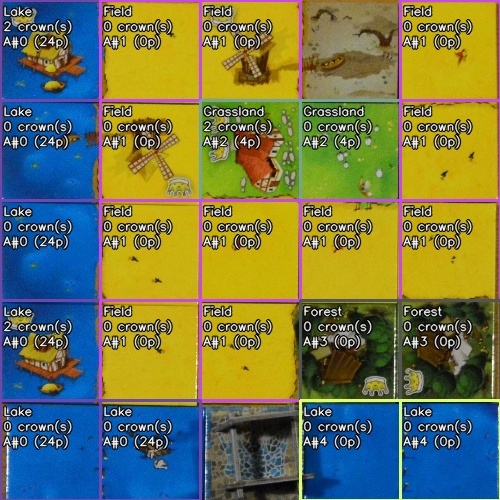 Lake
2 crown(s)
A#0 (24p)
Field
0 crown(s)
A#1 (0p)
Field
0 crown(s)
A#1 (0p)
Field
0 crown(s)
A#1 (0p)
Lake
0 crown(s)
A#0 (24p)
Field
0 crown(s)
A#1 (0p)
Grassland
2 crown(s)
A#2 (4p)
Grassland
0 crown(s)
A#2 (4p)
Field
0 crown(s)
A#1 (0p)
Lake
0 crown(s)
A#0 (24p)
Field
0 crown(s)
A#1 (0p)
Field
0 crown(s)
A#1 (0p)
Field
0 crown(s)
A#1 (0p)
Field
0 crown(s)
A#1 (0p)
Lake
2 crown(s)
A#0 (24p)
Field
0 crown(s)
A#1 (0p)
Field
0 crown(s)
A#1 (0p)
Forest
0 crown(s)
A#3 (0p)
Forest
0 crown(s)
A#3 (0p)
Lake
0 crown(s)
A#0 (24p)
Lake
0 crown(s)
A#0 (24p)
Lake
0 crown(s)
A#4 (0p)
Lake
0 crown(s)
A#4 (0p)